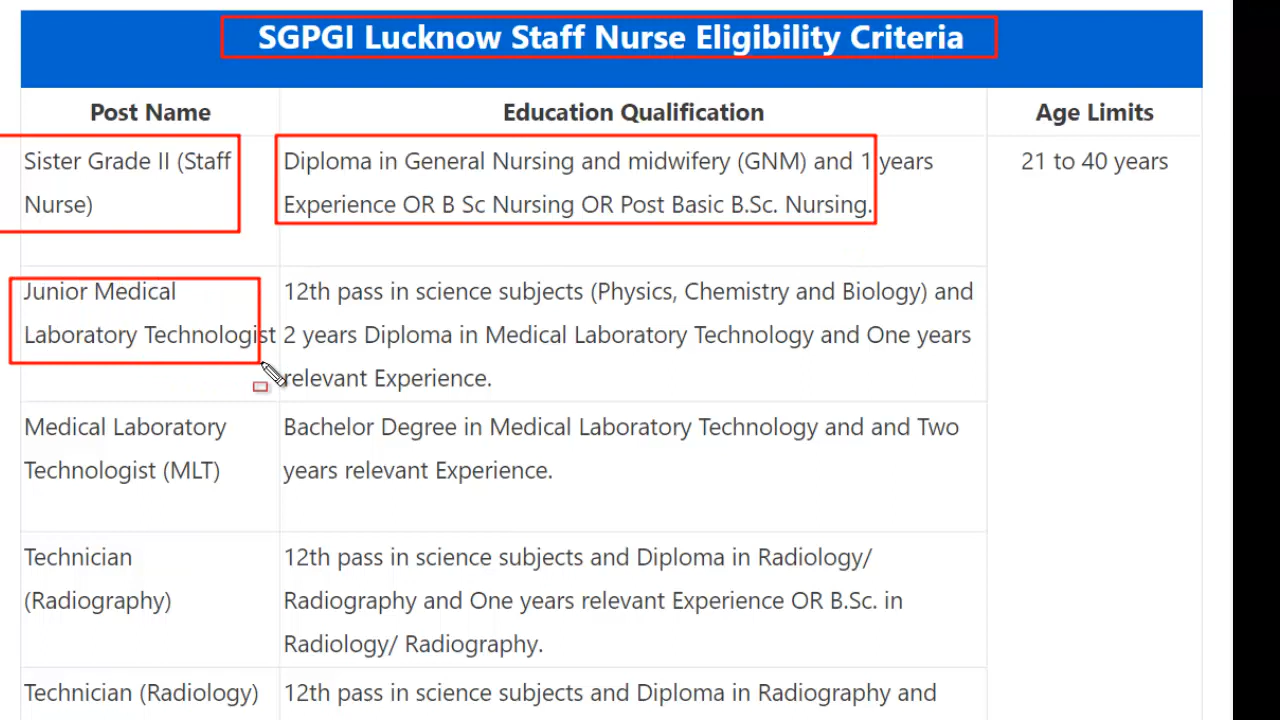 SGPGI Lucknow Staff Nurse Eligibility Criteria
Post Name
Education Qualification
Age Limits
Sister Grade II (Staff
Nurse)
Diploma in General Nursing and midwifery (GNM) and 1 years
Experience OR B Sc Nursing OR Post Basic B.Sc. Nursing.
21 to 40 years
Junior Medical
Laboratory Technologist
12th pass in science subjects (Physics, Chemistry and Biology) and
2 years Diploma in Medical Laboratory Technology and One years
relevant Experience.
Medical Laboratory
Technologist (MLT)
Bachelor Degree in Medical Laboratory Technology and and Two
years relevant Experience.
Technician
(Radiography)
12th pass in science subjects and Diploma in Radiology/
Radiography and One years relevant Experience OR B.Sc. in
Radiology/ Radiography.
Technician (Radiology)
12th pass in science subjects and Diploma in Radiography and